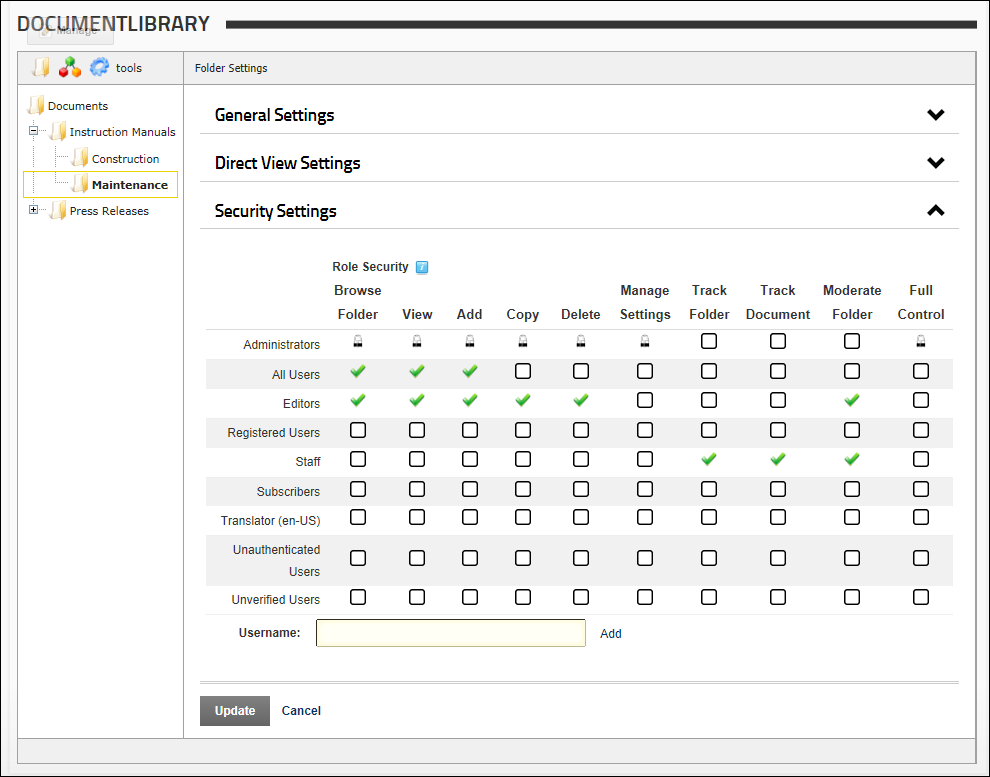 DOCUMENTLIBRARY
Manage
tools
Folder Settings
Documents
Instruction Manuals
Construction
Maintenance
Press Releases
General Settings
Direct View Settings
Security Settings
Role Security
Browse Folder View Add Copy Delete Manage Settings Track Folder Track Document Moderate Folder Full Control
Administrators
All Users
Editors
Registered Users
Staff
Subscribers
Translator (en-US)
Unauthenticated
Users
Unverified Users
Username: Add
Update Cancel